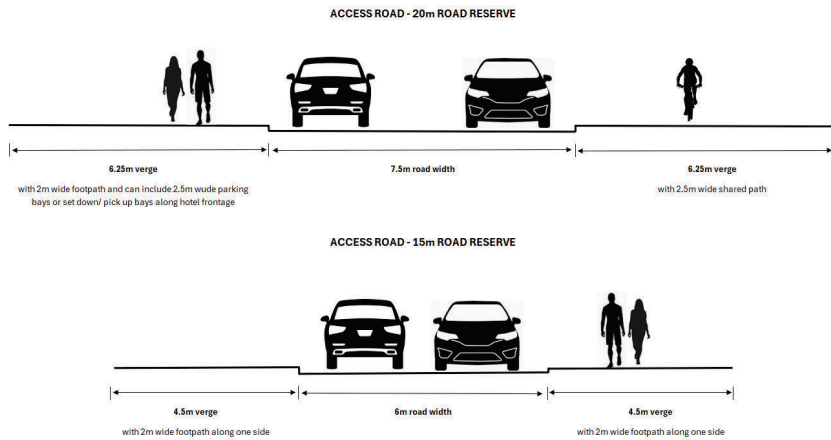 ACCESS ROAD - 20m ROAD RESERVE
6.25m verge
with 2m wide footpath and can include 2.5m wude parking
bays or set down/ pick up bays along hotel frontage
7.5m road width
6.25m verge
with 2.5m wide shared path
ACCESS ROAD - 15m ROAD RESERVE
4.5m verge
with 2m wide footpath along one side
6m road width
4.5m verge
with 2m wide footpath along one side